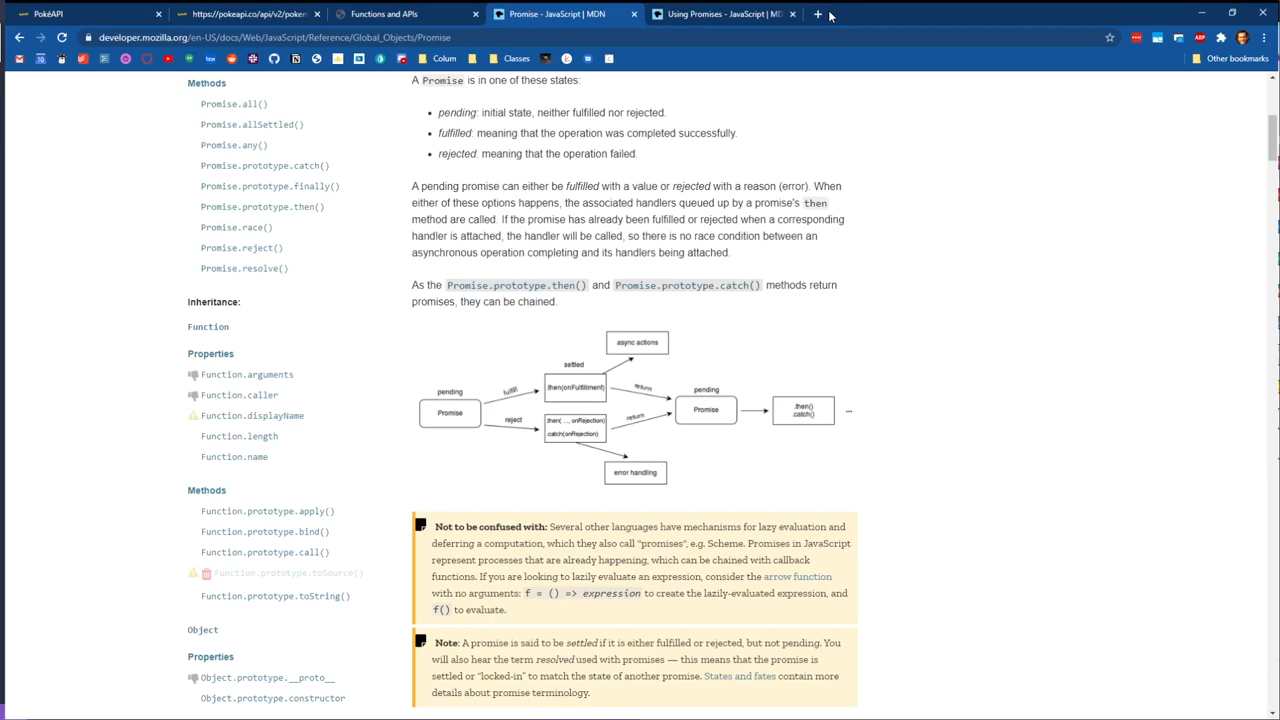 PokéAPI
https://pokeapi.co/api/v2/pokem
Functions and APIs
Promise - JavaScript | MDN
Using Promises - JavaScript | MD
developer.mozilla.org/en-US/docs/Web/JavaScript/Reference/Global_Objects/Promise
Colum
Classes
Other bookmarks
Methods
Promise.all()
Promise.allSettled()
Promise.any()
Promise.prototype.catch()
Promise.prototype.finally()
Promise.prototype.then()
Promise.race()
Promise.reject()
Promise.resolve()
Inheritance:
Function
Properties
Function.arguments
Function.caller
Function.displayName
Function.length
Function.name
Methods
Function.prototype.apply()
Function.prototype.bind()
Function.prototype.call()
Function.prototype.toSource()
Function.prototype.toString()
Object
Properties
Object.prototype.__proto__
Object.prototype.constructor
A Promise is in one of these states:
pending: initial state, neither fulfilled nor rejected.
fulfilled: meaning that the operation was completed successfully.
rejected: meaning that the operation failed.
A pending promise can either be fulfilled with a value or rejected with a reason (error). When
either of these options happens, the associated handlers queued up by a promise's then
method are called. If the promise has already been fulfilled or rejected when a corresponding
handler is attached, the handler will be called, so there is no race condition between an
asynchronous operation completing and its handlers being attached.
As the Promise.prototype.then() and Promise.prototype.catch() methods return
promises, they can be chained.
async actions
settled
pending
fulfill
.then(onFulfillment)
return
pending
Promise
Promise
.then()
.catch()
...
reject
.then( ..., onRejection)
.catch(onRejection)
return
error handling
Not to be confused with: Several other languages have mechanisms for lazy evaluation and
deferring a computation, which they also call "promises", e.g. Scheme. Promises in JavaScript
represent processes that are already happening, which can be chained with callback
functions. If you are looking to lazily evaluate an expression, consider the arrow function
with no arguments: f = () => expression to create the lazily-evaluated expression, and
f() to evaluate.
Note: A promise is said to be settled if it is either fulfilled or rejected, but not pending. You
will also hear the term resolved used with promises — this means that the promise is
settled or “locked-in” to match the state of another promise. States and fates contain more
details about promise terminology.